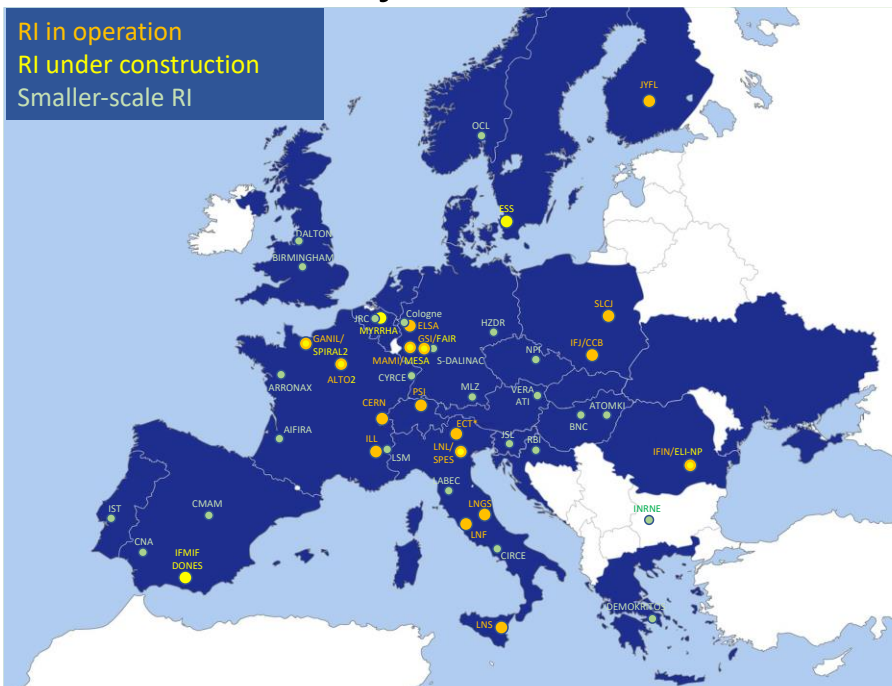 RI in operation
RI under construction
Smaller-scale RI
JYFL
OCL
ESS
DALTON
BIRMINGHAM
SLCJ
JRC
MYRRHA
Cologne
ELSA
HZDR
GANIL/
SPIRAL2
GSI/FAIR
IFJ/CCB
MAMI/MESA
S-DALINAC
NPI
ALTO2
CYRCE
ARRONAX
MLZ
VERA
ATI
PSI
CERN
ATOMKI
BNC
ECT*
AIFIRA
ILL
LNL/
SPES
JSL
RBI
LSM
IFIN/ELI-NP
LABEC
IST
CMAM
LNGS
INRNE
LNF
CNA
IFMIF
DONES
CIRCE
DEMOKRITOS
LNS